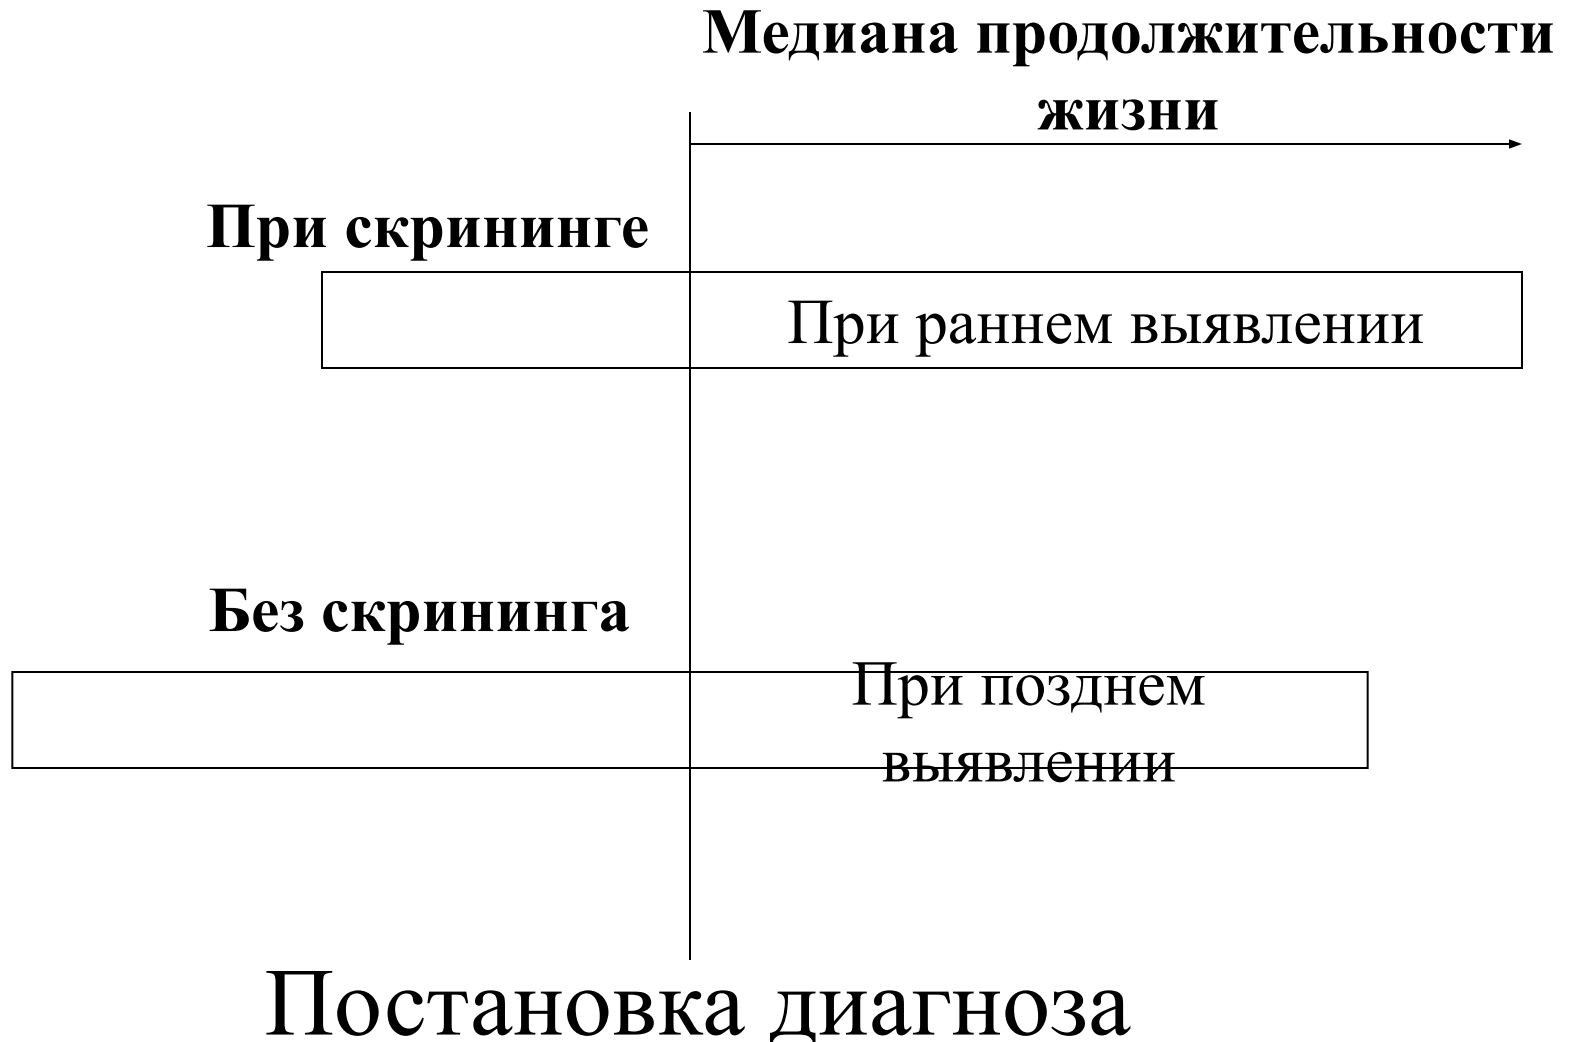 Медиана продолжительности
жизни
При скрининге
При раннем выявлении
Без скрининга
При позднем
выявлении
Постановка диагноза